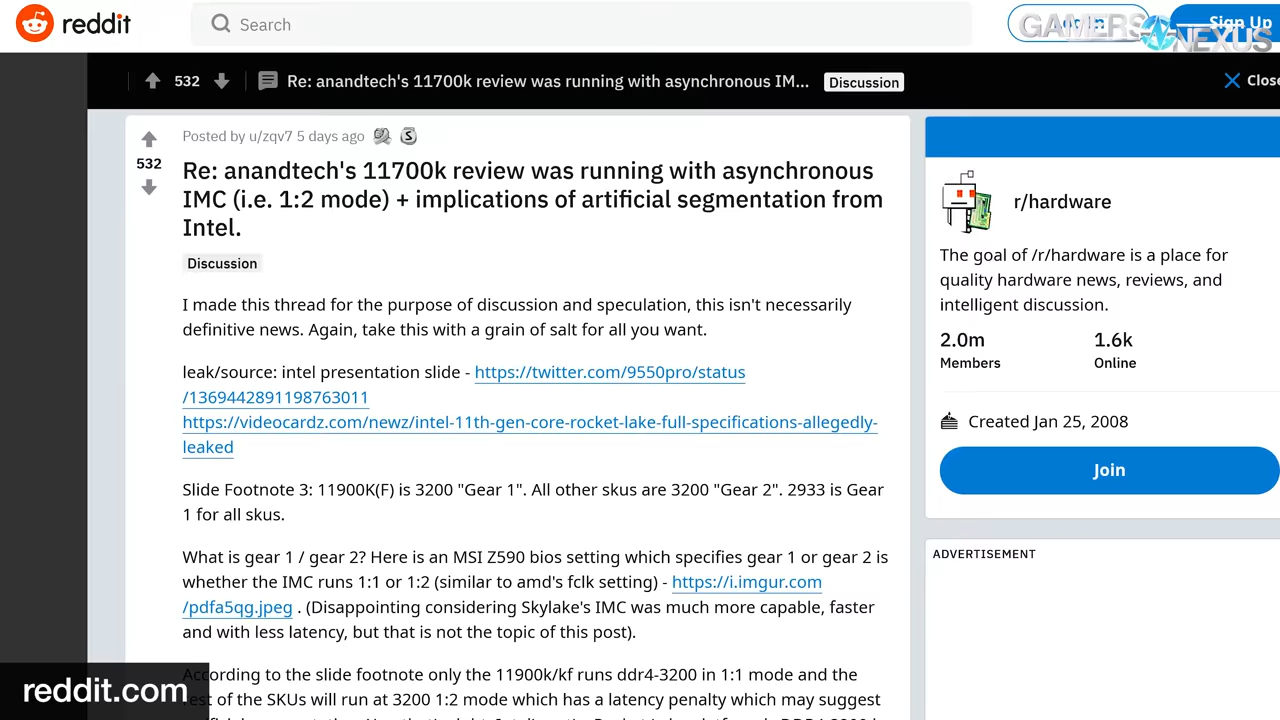 reddit
Search
Log In
Sign Up
GAMERS
NEXUS
532
Re: anandtech's 11700k review was running with asynchronous IM...
Discussion
Close
Posted by u/zqv7 5 days ago
532
Re: anandtech's 11700k review was running with asynchronous
IMC (i.e. 1:2 mode) + implications of artificial segmentation from
Intel.
Discussion
I made this thread for the purpose of discussion and speculation, this isn't necessarily
definitive news. Again, take this with a grain of salt for all you want.
leak/source: intel presentation slide - https://twitter.com/9550pro/status
/1369442891198763011
https://videocardz.com/newz/intel-11th-gen-core-rocket-lake-full-specifications-allegedly-
leaked
Slide Footnote 3: 11900K(F) is 3200 "Gear 1". All other skus are 3200 "Gear 2". 2933 is Gear
1 for all skus.
What is gear 1 / gear 2? Here is an MSI Z590 bios setting which specifies gear 1 or gear 2 is
whether the IMC runs 1:1 or 1:2 (similar to amd's fclk setting) - https://i.imgur.com
/pdfa5qg.jpeg . (Disappointing considering Skylake's IMC was much more capable, faster
and with less latency, but that is not the topic of this post).
According to the slide footnote only the 11900k/kf runs ddr4-3200 in 1:1 mode and the
rest of the SKUs will run at 3200 1:2 mode which has a latency penalty which may suggest
r/hardware
The goal of /r/hardware is a place for
quality hardware news, reviews, and
intelligent discussion.
2.0m
Members
1.6k
Online
Created Jan 25, 2008
Join
ADVERTISEMENT
reddit.com